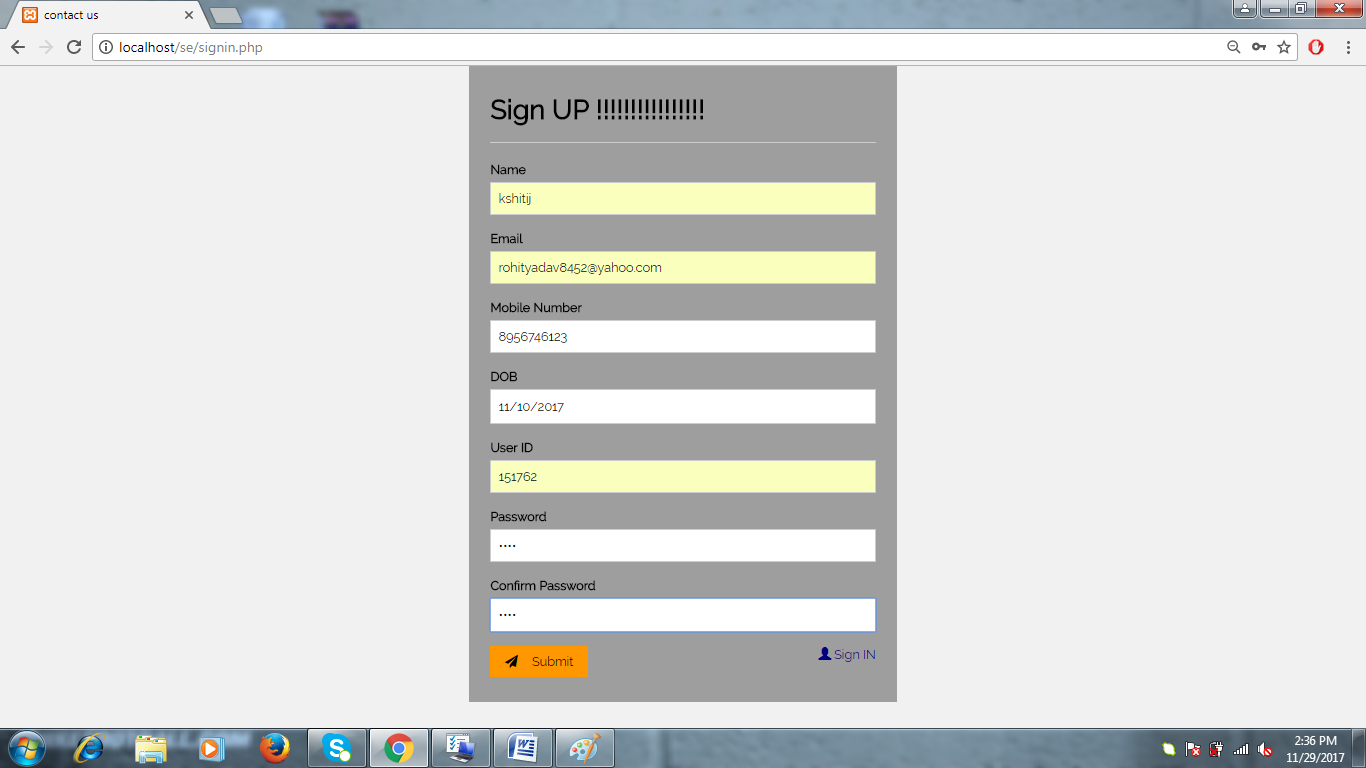 contact us
localhost/se/signin.php
Sign UP !!!!!!!!!!!!!!!!
Name
kshitij
Email
rohityadav8452@yahoo.com
Mobile Number
8956746123
DOB
11/10/2017
User ID
151762
Password
••••
Confirm Password
••••
Submit
Sign IN
2:36 PM
11/29/2017